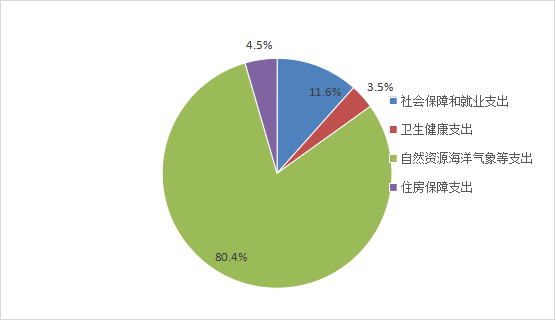 4.5%
11.6%
3.5%
80.4%
社会保障和就业支出
卫生健康支出
自然资源海洋气象等支出
住房保障支出